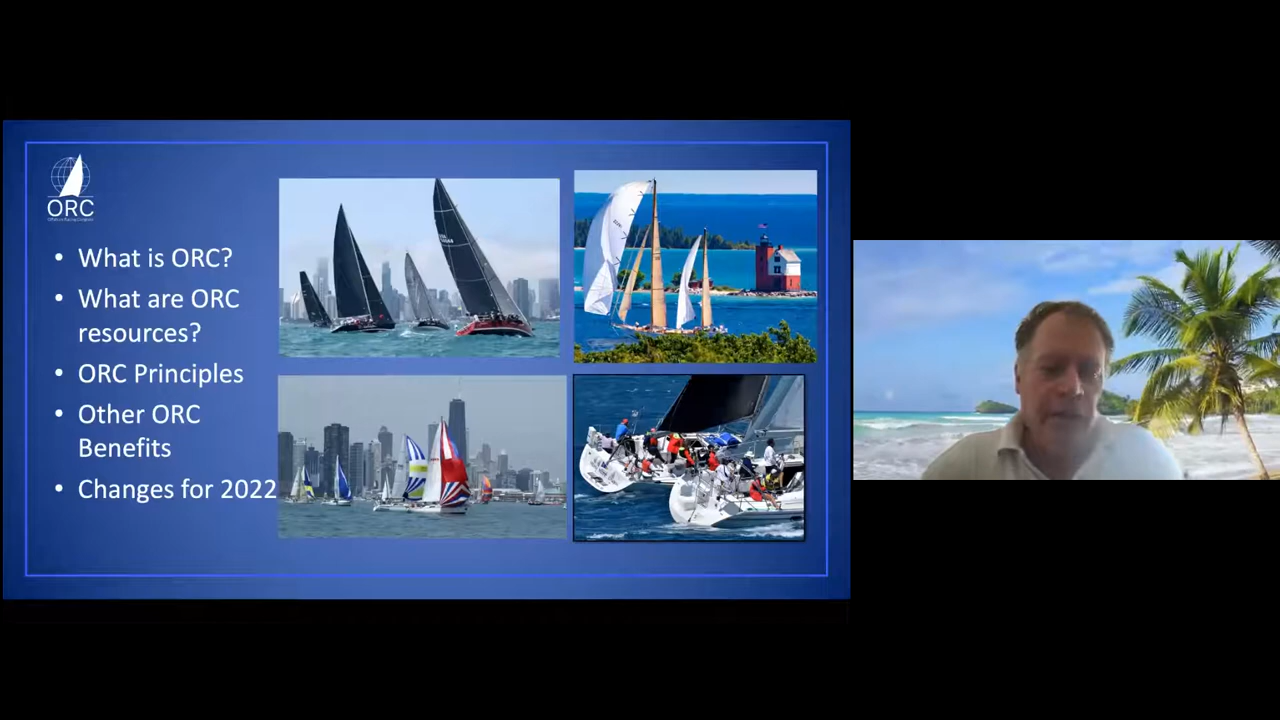 ORC
What is ORC?
What are ORC
resources?
ORC Principles
Other ORC
Benefits
Changes for 2022